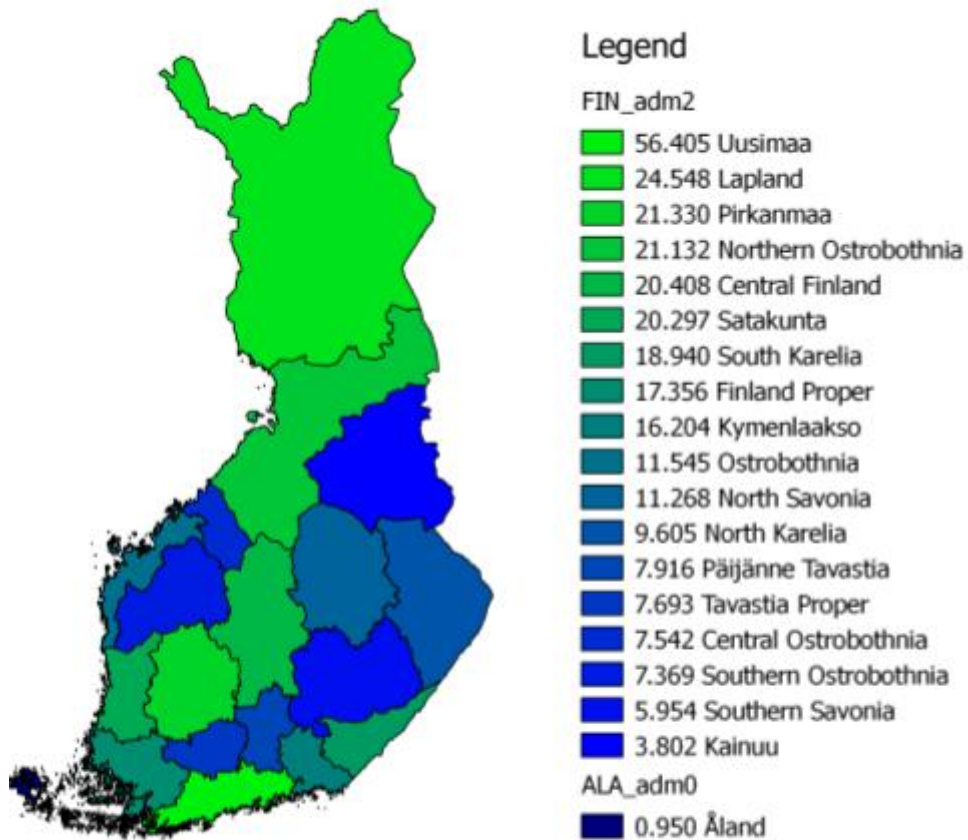 Legend
FIN_adm2
56.405 Uusimaa
24.548 Lapland
21.330 Pirkanmaa
21.132 Northern Ostrobothnia
20.408 Central Finland
20.297 Satakunta
18.940 South Karelia
17.356 Finland Proper
16.204 Kymenlaakso
11.545 Ostrobothnia
11.268 North Savonia
9.605 North Karelia
7.916 Päijänne Tavastia
7.693 Tavastia Proper
7.542 Central Ostrobothnia
7.369 Southern Ostrobothnia
5.954 Southern Savonia
3.802 Kainuu
ALA_adm0
0.950 Åland